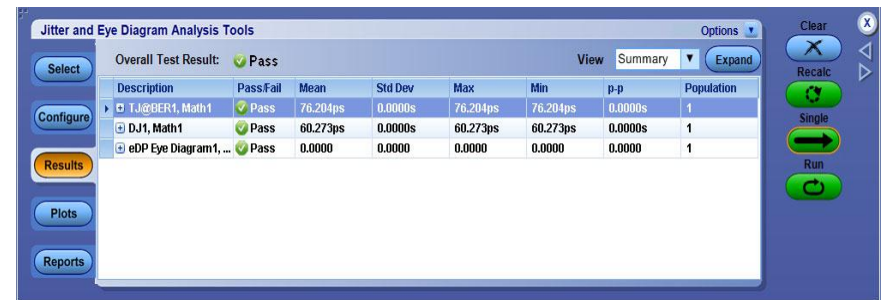 Jitter and Eye Diagram Analysis Tools Options Clear X
Select Overall Test Result: Pass View Summary Expand
Recalc
Description Pass/Fail Mean Std Dev Max Min p-p Population
TJ@BER1, Math1 Pass 76.204ps 0.0000s 76.204ps 76.204ps 0.0000s 1
Configure Single
DJ1, Math1 Pass 60.273ps 0.0000s 60.273ps 60.273ps 0.0000s 1
eDP Eye Diagram1, ... Pass 0.0000 0.0000 0.0000 0.0000 0.0000 1
Results Run
Plots
Reports